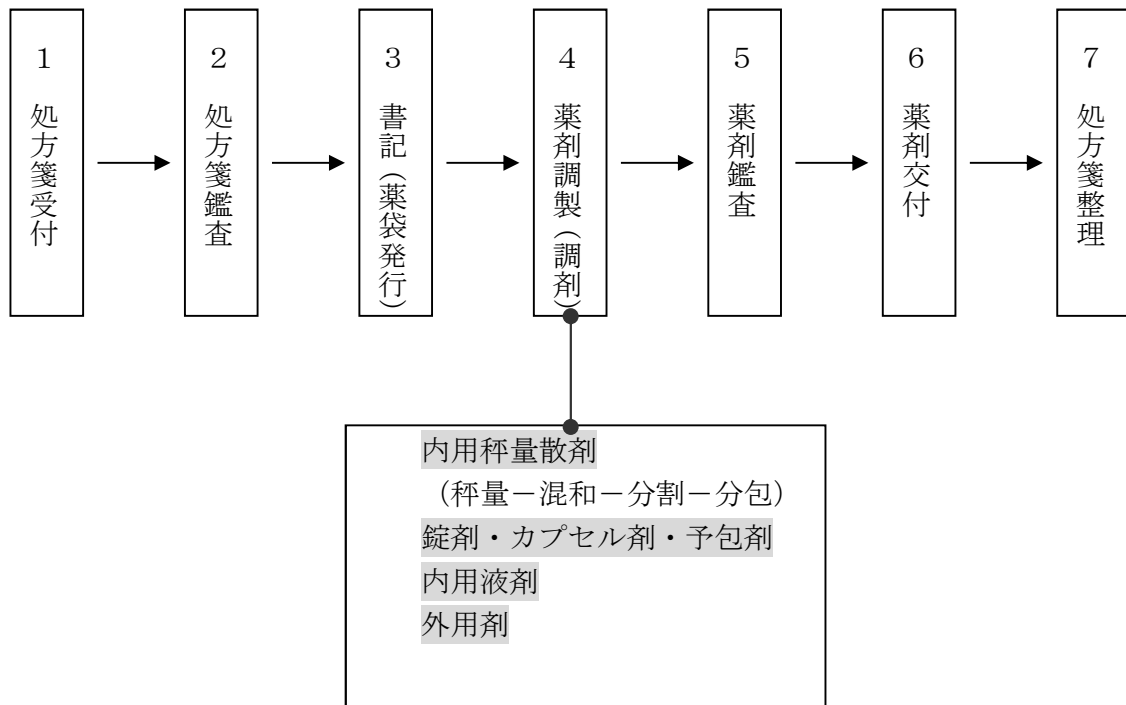 1
処方箋受付
2
処方箋鑑査
3
書記(薬袋発行)
4
薬剤調製(調剤)
5
薬剤鑑査
6
薬剤交付
7
処方箋整理
内用秤量散剤
(秤量-混和-分割-分包)
錠剤・カプセル剤・予包剤
内用液剤
外用剤